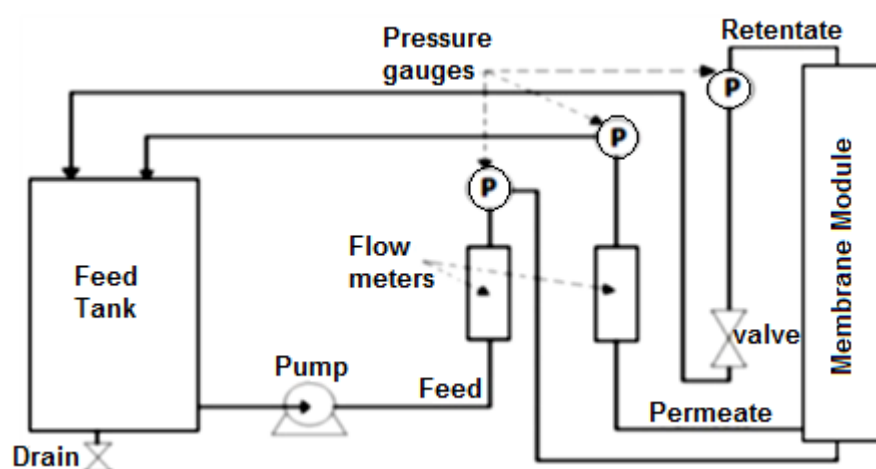 Retentate
Pressure
gauges
P
P
P
Feed
Tank
Flow
meters
valve
Membrane Module
Pump
Feed
Permeate
Drain